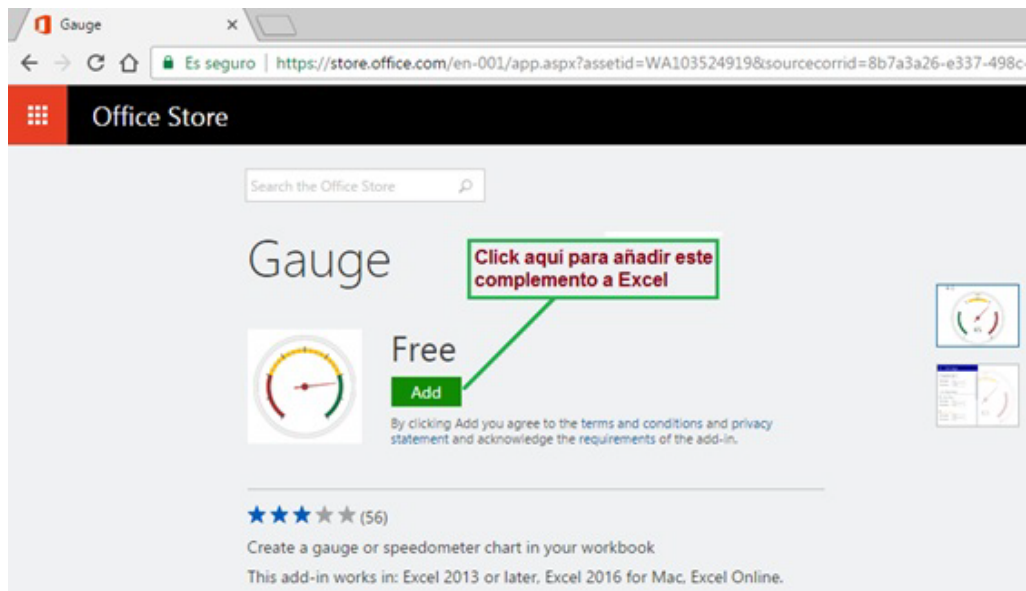 Gauge
Es seguro | https://store.office.com/en-001/app.aspx?assetid=WA103524919&sourcecorrid=8b7a3a26-e337-498c-
Office Store
Search the Office Store
Gauge
Click aquí para añadir este
complemento a Excel
Free
Add
By clicking Add you agree to the terms and conditions and privacy
statement and acknowledge the requirements of the add-in.
(56)
Create a gauge or speedometer chart in your workbook
This add-in works in: Excel 2013 or later, Excel 2016 for Mac, Excel Online.